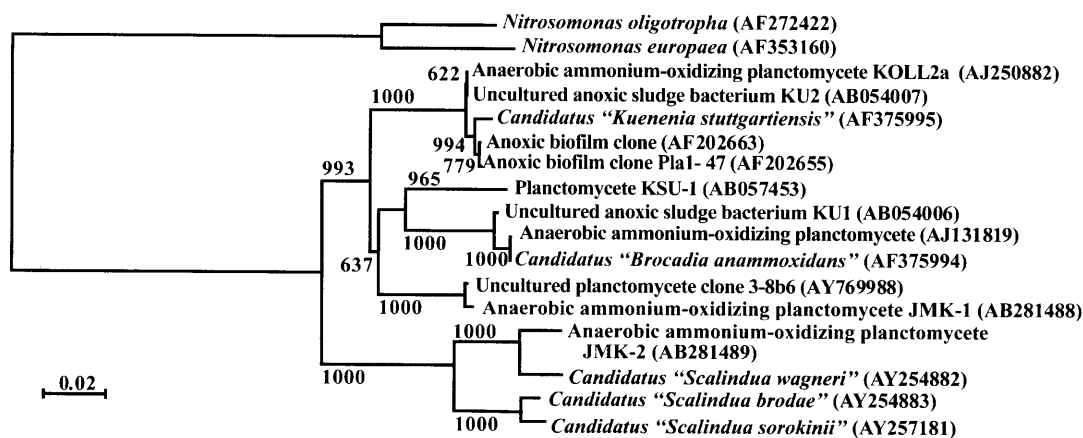 Nitrosomonas oligotropha (AF272422)
Nitrosomonas europaea (AF353160)
622
Anaerobic ammonium-oxidizing planctomycete KOLL2a (AJ250882)
1000
Uncultured anoxic sludge bacterium KU2 (AB054007)
Candidatus “Kuenenia stuttgartiensis” (AF375995)
994
Anoxic biofilm clone (AF202663)
993
779
Anoxic biofilm clone Pla1- 47 (AF202655)
965
Planctomycete KSU-1 (AB057453)
Uncultured anoxic sludge bacterium KU1 (AB054006)
1000
Anaerobic ammonium-oxidizing planctomycete (AJ131819)
637
1000
Candidatus “Brocadia anammoxidans” (AF375994)
Uncultured planctomycete clone 3-8b6 (AY769988)
1000
Anaerobic ammonium-oxidizing planctomycete JMK-1 (AB281488)
1000
Anaerobic ammonium-oxidizing planctomycete
JMK-2 (AB281489)
1000
Candidatus “Scalindua wagneri” (AY254882)
0.02
Candidatus “Scalindua brodae” (AY254883)
1000
Candidatus “Scalindua sorokinii” (AY257181)